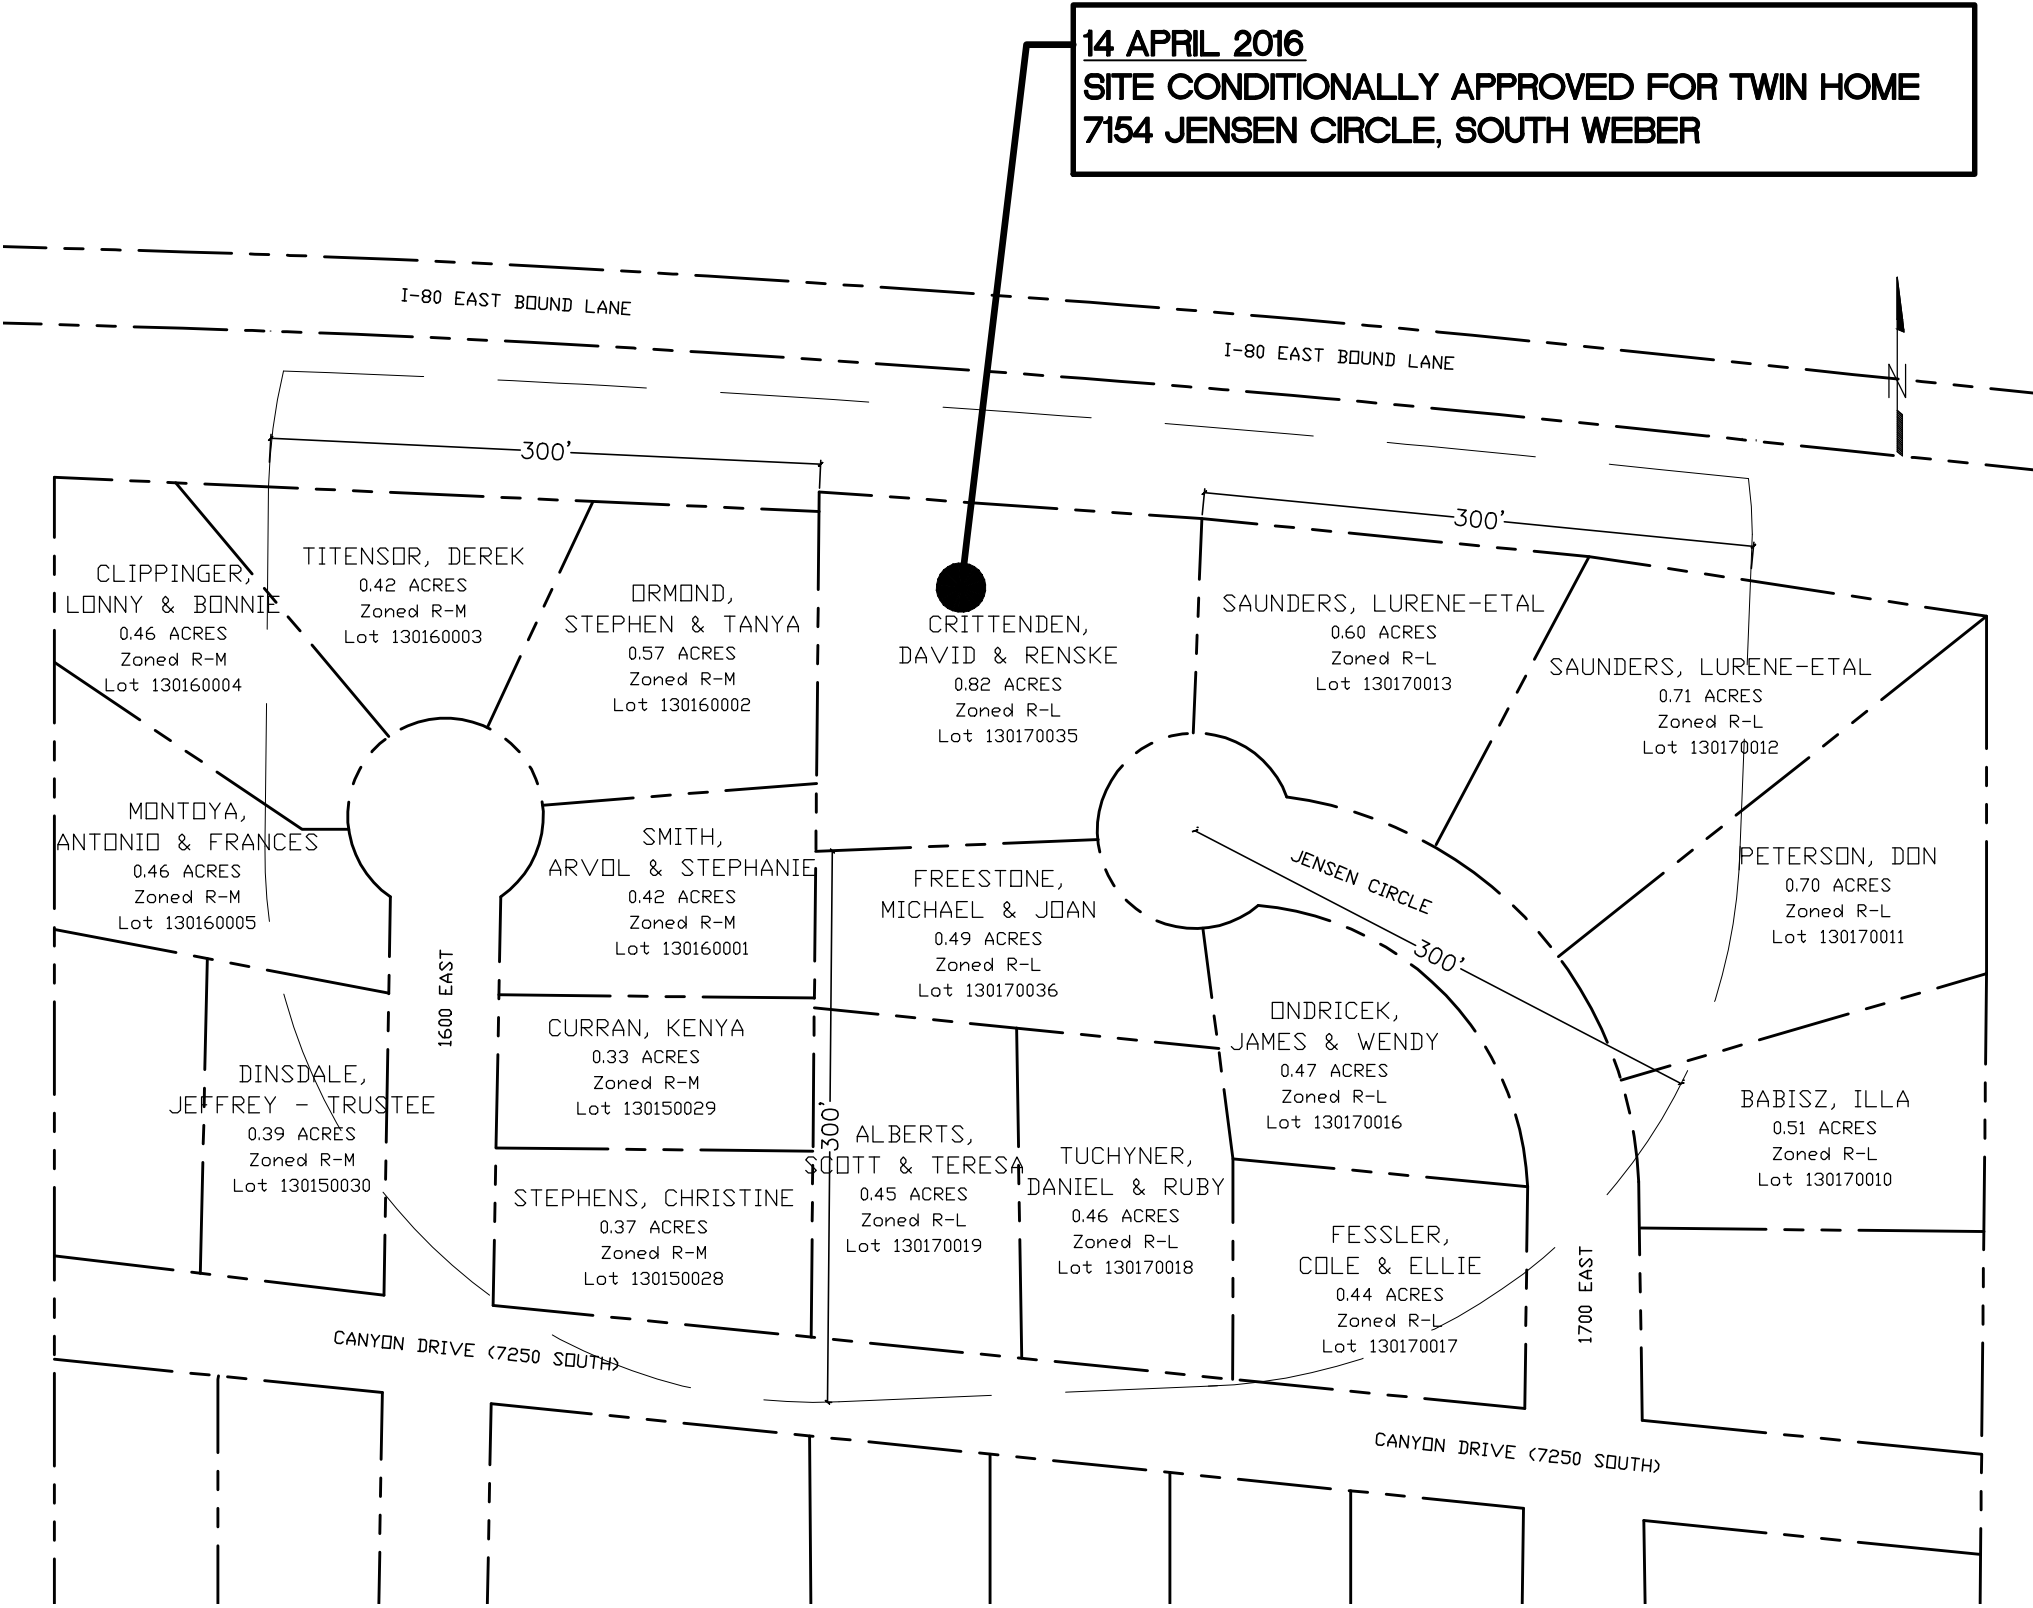 14 APRIL 2016
SITE CONDITIONALLY APPROVED FOR TWIN HOME
7154 JENSEN CIRCLE, SOUTH WEBER
I-80 EAST BOUND LANE
I-80 EAST BOUND LANE
N
300'
300'
CLIPPINGER,
LONNY & BONNIE
0.46 ACRES
Zoned R-M
Lot 130160004
TITENSOR, DEREK
0.42 ACRES
Zoned R-M
Lot 130160003
ORMOND,
STEPHEN & TANYA
0.57 ACRES
Zoned R-M
Lot 130160002
CRITTENDEN,
DAVID & RENSKE
0.82 ACRES
Zoned R-L
Lot 130170035
SAUNDERS, LURENE-ETAL
0.60 ACRES
Zoned R-L
Lot 130170013
SAUNDERS, LURENE-ETAL
0.71 ACRES
Zoned R-L
Lot 130170012
MONTOYA,
ANTONIO & FRANCES
0.46 ACRES
Zoned R-M
Lot 130160005
SMITH,
ARVOL & STEPHANIE
0.42 ACRES
Zoned R-M
Lot 130160001
FREESTONE,
MICHAEL & JOAN
0.49 ACRES
Zoned R-L
Lot 130170036
JENSEN CIRCLE
300'
PETERSON, DON
0.70 ACRES
Zoned R-L
Lot 130170011
1600 EAST
DINSDALE,
JEFFREY - TRUSTEE
0.39 ACRES
Zoned R-M
Lot 130150030
CURRAN, KENYA
0.33 ACRES
Zoned R-M
Lot 130150029
300'
ONDRICEK,
JAMES & WENDY
0.47 ACRES
Zoned R-L
Lot 130170016
BABISZ, ILLA
0.51 ACRES
Zoned R-L
Lot 130170010
STEPHENS, CHRISTINE
0.37 ACRES
Zoned R-M
Lot 130150028
ALBERTS,
SCOTT & TERESA
0.45 ACRES
Zoned R-L
Lot 130170019
TUCHYNER,
DANIEL & RUBY
0.46 ACRES
Zoned R-L
Lot 130170018
FESSLER,
COLE & ELLIE
0.44 ACRES
Zoned R-L
Lot 130170017
1700 EAST
CANYON DRIVE (7250 SOUTH)
CANYON DRIVE (7250 SOUTH)